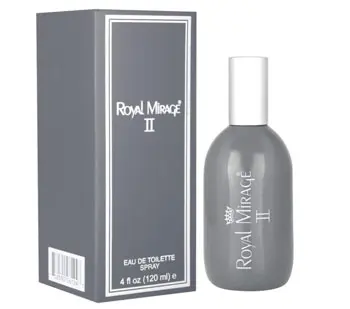 ROYAL MIRAGE®
II
EAU DE TOILETTE
SPRAY
4 fl oz (120 ml) e
ROYAL MIRAGE
II